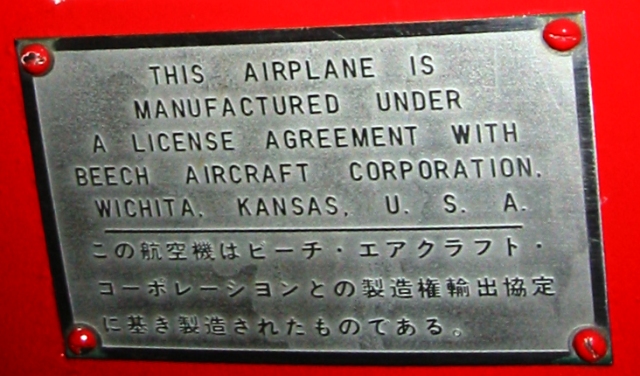 THIS AIRPLANE IS
MANUFACTURED UNDER
A LICENSE AGREEMENT WITH
BEECH AIRCRAFT CORPORATION.
WICHITA, KANSAS, U. S. A.
この航空機はビーチ・エアクラフト・
コーポレーションとの製造権輸出協定
に基き製造されたものである。